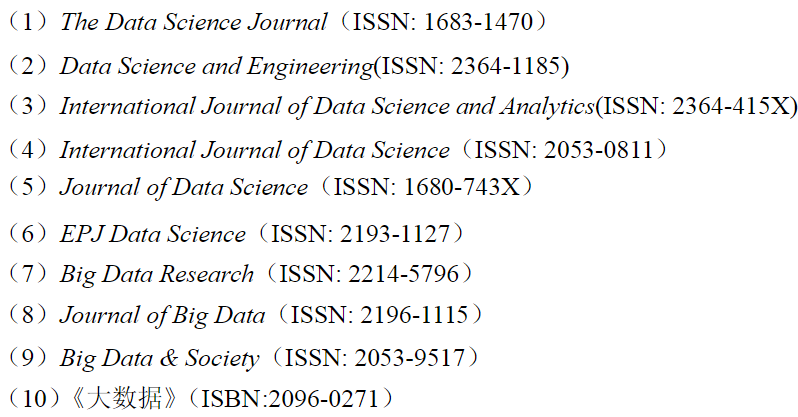 （1）The Data Science Journal（ISSN: 1683-1470）
（2）Data Science and Engineering(ISSN: 2364-1185)
（3）International Journal of Data Science and Analytics(ISSN: 2364-415X)
（4）International Journal of Data Science（ISSN: 2053-0811）
（5）Journal of Data Science（ISSN: 1680-743X）
（6）EPJ Data Science（ISSN: 2193-1127）
（7）Big Data Research（ISSN: 2214-5796）
（8）Journal of Big Data（ISSN: 2196-1115）
（9）Big Data & Society（ISSN: 2053-9517）
（10）《大数据》（ISBN:2096-0271）